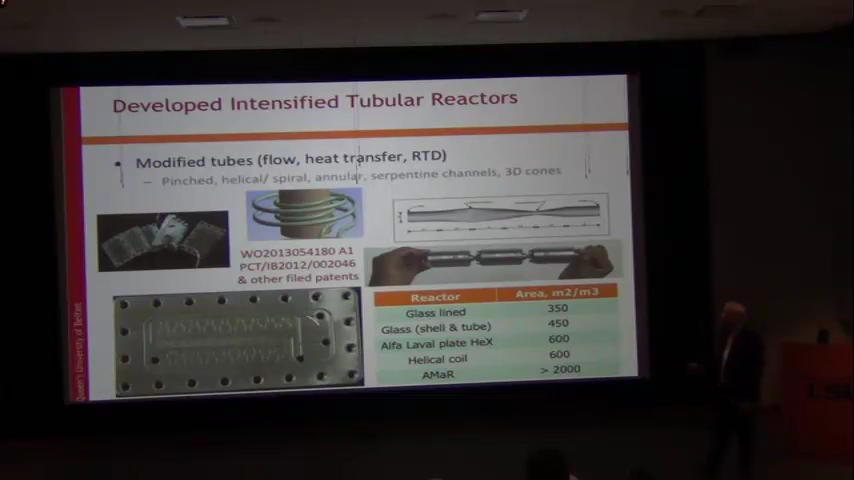 Developed Intensified Tubular Reactors
• Modified tubes (flow, heat transfer, RTD)
– Pinched, helical/ spiral, annular, serpentine channels, 3D cones
WO2013054180 A1
PCT/IB2012/002046
& other filed patents
Reactor Area, m2/m3
Glass lined 350
Glass (shell & tube) 450
Alfa Laval plate HeX 600
Helical coil 600
AMaR > 2000
Queen's University of Belfast